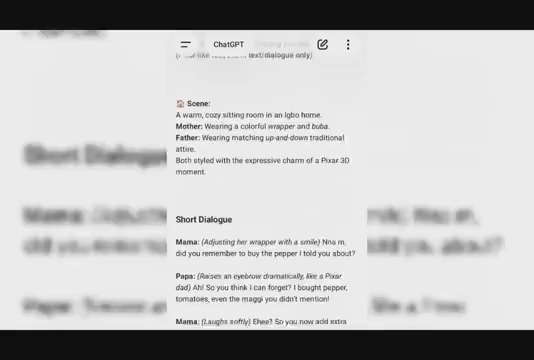 ChatGPT
text/dialogue only)
🏠 Scene:
A warm, cozy sitting room in an Igbo home.
Mother: Wearing a colorful wrapper and buba.
Father: Wearing matching up-and-down traditional
attire.
Both styled with the expressive charm of a Pixar 3D
moment.
Short Dialogue
Mama: (Adjusting her wrapper with a smile) Nna m,
did you remember to buy the pepper I told you about?
Papa: (Raises an eyebrow dramatically, like a Pixar
dad) Ah! So you think I can forget? I bought pepper,
tomatoes, even the maggi you didn't mention!
Mama: (Laughs softly) Ehee? So you now add extra